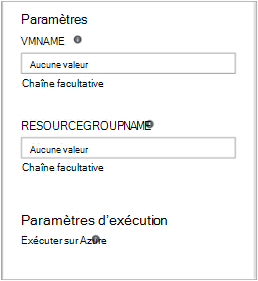 Paramètres
VMNAME
Aucune valeur
Chaîne facultative
RESOURCEGROUPNAME
Aucune valeur
Chaîne facultative
Paramètres d’exécution
Exécuter sur Azure